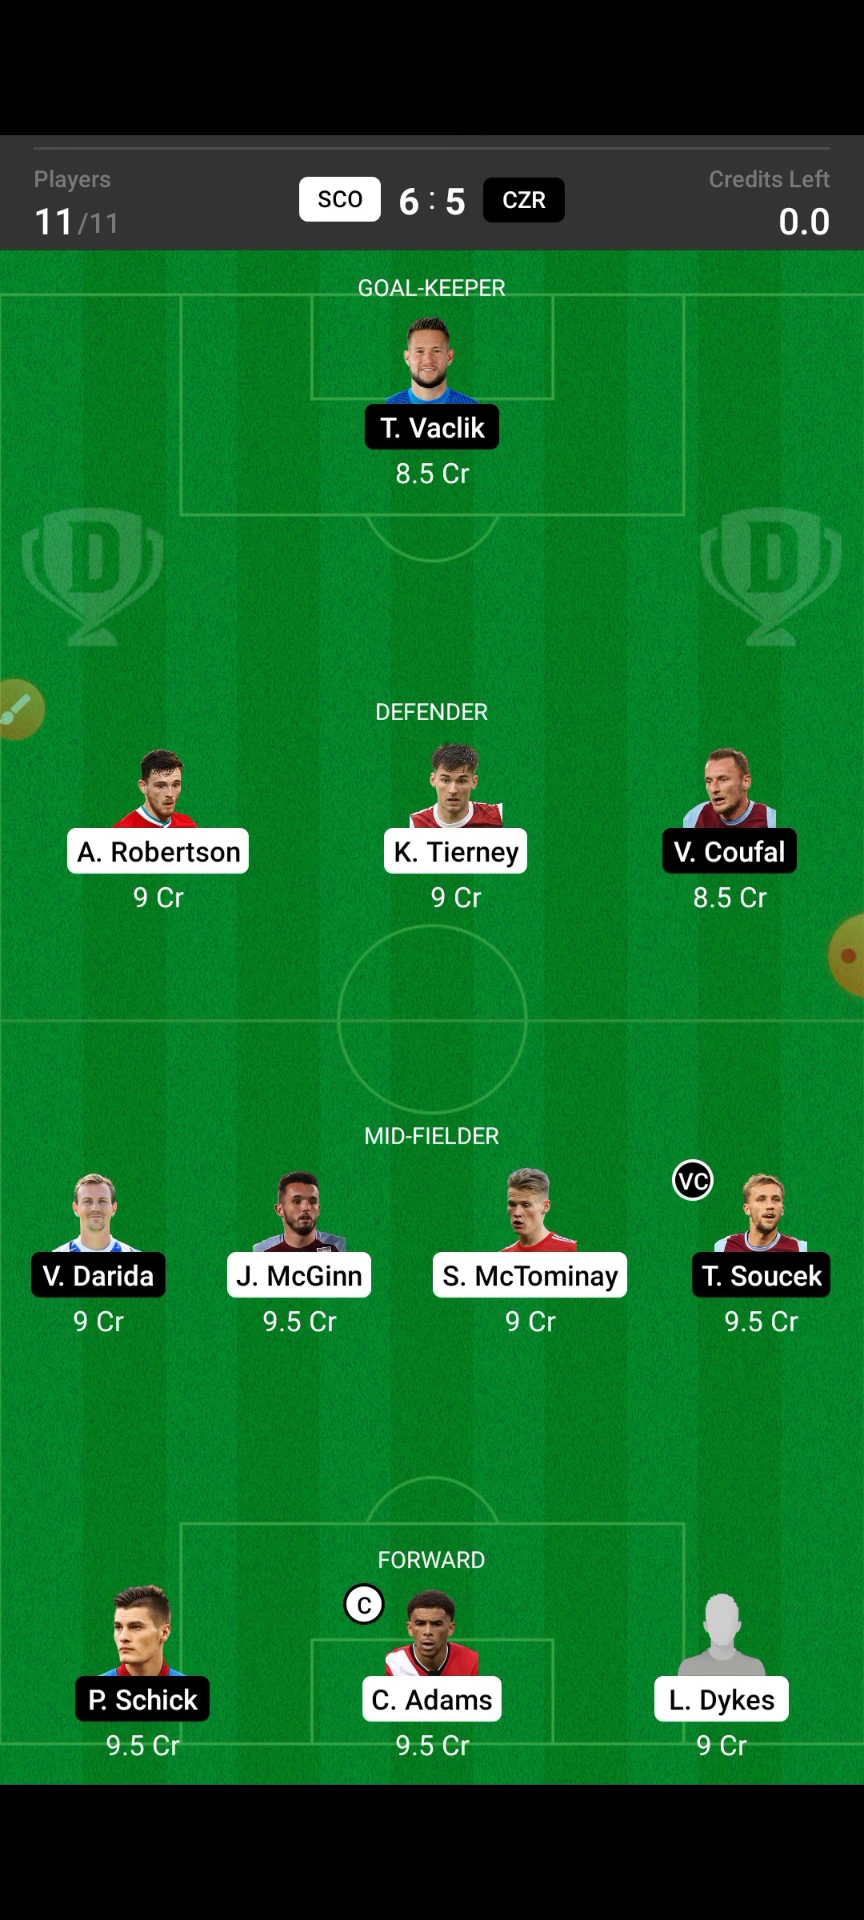 Players
11/11
SCO 6 : 5 CZR
Credits Left
0.0
GOAL-KEEPER
T. Vaclik
8.5 Cr
D D
DEFENDER
A. Robertson K. Tierney V. Coufal
9 Cr 9 Cr 8.5 Cr
MID-FIELDER
VC
V. Darida J. McGinn S. McTominay T. Soucek
9 Cr 9.5 Cr 9 Cr 9.5 Cr
FORWARD
C
P. Schick C. Adams L. Dykes
9.5 Cr 9.5 Cr 9 Cr